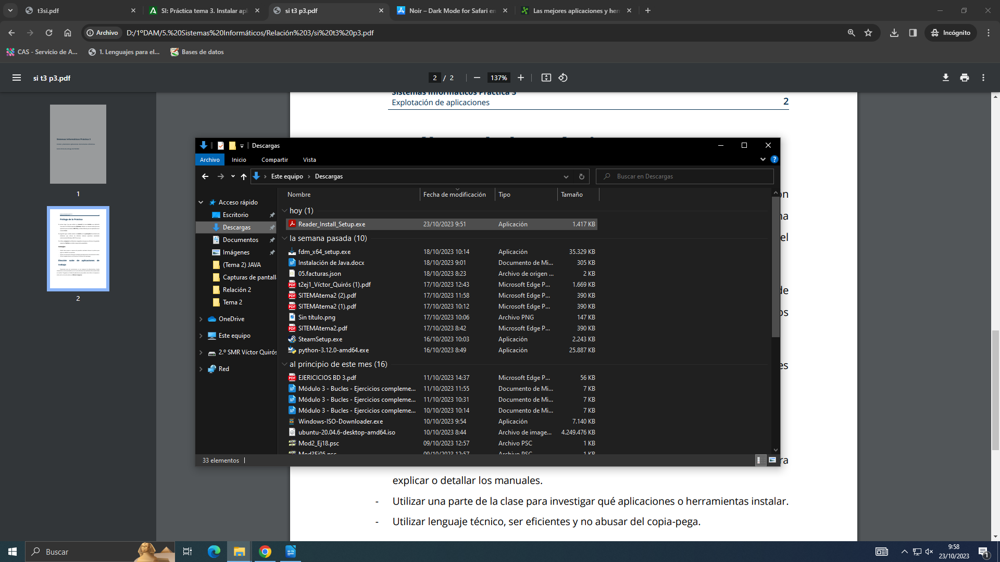 t3si.pdf
SI: Práctica tema 3. Instalar apl
si t3 p3.pdf
Noir – Dark Mode for Safari en
Las mejores aplicaciones y her
Archivo
D:/1ºDAM/5.%20Sistemas%20Informáticos/Relación%203/si%20t3%20p3.pdf
Incógnito
CAS - Servicio de A...
1. Lenguajes para el...
Bases de datos
si t3 p3.pdf
2 / 2
137%
1
2
Sistemas Informáticos Práctica 3
Explotación de aplicaciones
2
Descargas
Archivo
Inicio
Compartir
Vista
Este equipo
Descargas
Buscar en Descargas
Acceso rápido
Escritorio
Descargas
Documentos
Imágenes
(Tema 2) JAVA
Capturas de pantall
Relación 2
Tema 2
OneDrive
Este equipo
2.º SMR Víctor Quirós
Red
Nombre Fecha de modificación Tipo Tamaño
hoy (1)
Reader_Install_Setup.exe 23/10/2023 9:51 Aplicación 1.417 KB
la semana pasada (10)
fdm_x64_setup.exe 18/10/2023 10:14 Aplicación 35.329 KB
Instalación de Java.docx 18/10/2023 9:01 Documento de Mi... 305 KB
05.facturas.json 18/10/2023 8:23 Archivo de origen ... 2 KB
t2ej1_Víctor_Quirós (1).pdf 17/10/2023 12:43 Microsoft Edge P... 1.669 KB
SITEMAtema2 (2).pdf 17/10/2023 11:58 Microsoft Edge P... 390 KB
SITEMAtema2 (1).pdf 17/10/2023 10:12 Microsoft Edge P... 390 KB
Sin título.png 17/10/2023 10:06 Archivo PNG 147 KB
SITEMAtema2.pdf 17/10/2023 8:42 Microsoft Edge P... 390 KB
SteamSetup.exe 16/10/2023 10:03 Aplicación 2.243 KB
python-3.12.0-amd64.exe 16/10/2023 8:49 Aplicación 25.887 KB
al principio de este mes (16)
EJERICICIOS BD 3.pdf 11/10/2023 14:37 Microsoft Edge P... 56 KB
Módulo 3 - Bucles - Ejercicios compleme... 11/10/2023 11:55 Documento de Mi... 7 KB
Módulo 3 - Bucles - Ejercicios compleme... 11/10/2023 10:31 Documento de Mi... 7 KB
Módulo 3 - Bucles - Ejercicios compleme... 10/10/2023 10:14 Documento de Mi... 7 KB
Windows-ISO-Downloader.exe 10/10/2023 9:54 Aplicación 7.140 KB
ubuntu-20.04.6-desktop-amd64.iso 10/10/2023 8:44 Archivo de image... 4.249.476 KB
Mod2_Ej18.psc 09/10/2023 12:57 Archivo PSC 1 KB
Mod3Ej05.psc 09/10/2023 12:57 Archivo PSC 1 KB
33 elementos
on
na
el
de
os
es
ra
explicar o detallar los manuales.
- Utilizar una parte de la clase para investigar qué aplicaciones o herramientas instalar.
- Utilizar lenguaje técnico, ser eficientes y no abusar del copia-pega.
Buscar
9:58
23/10/2023
1